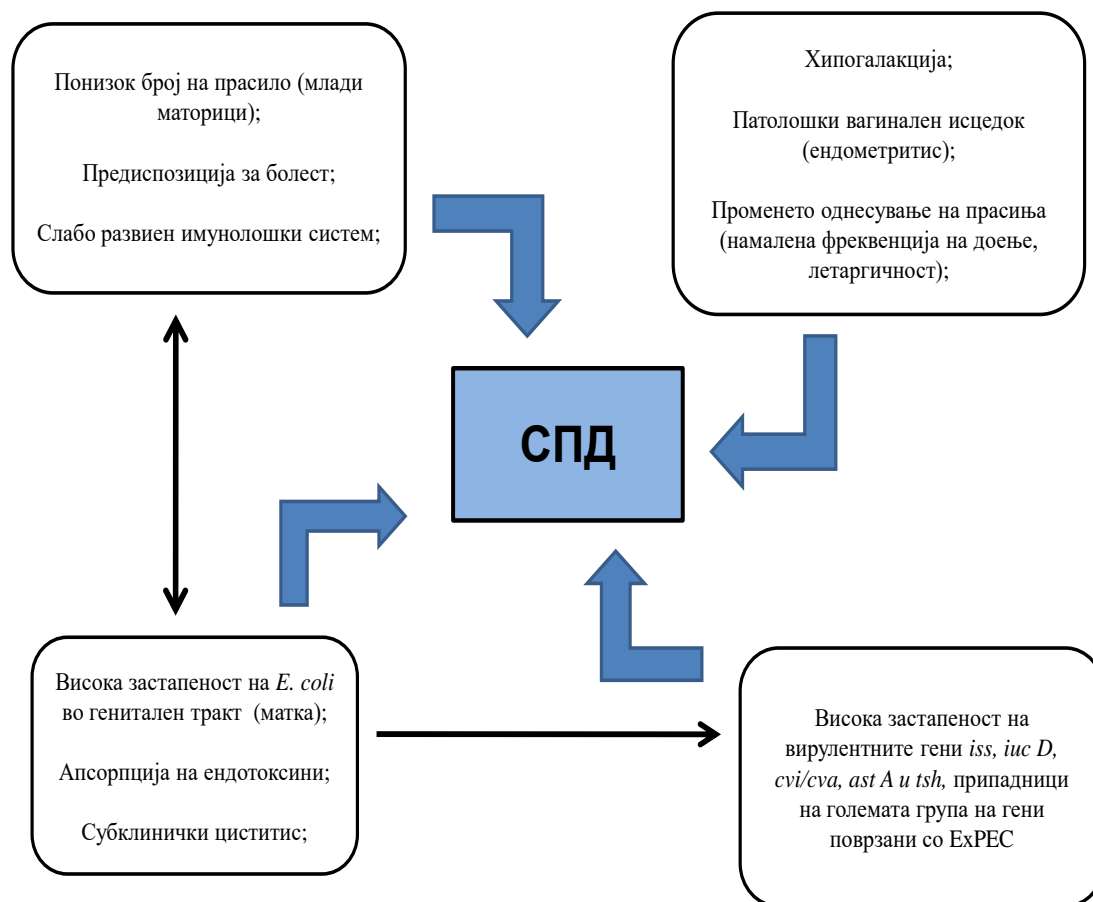 Понизок број на прасило (млади
маторици);
Предиспозиција за болест;
Слабо развиен имунолошки систем;
Хипогалакција;
Патолошки вагинален исцедок
(ендометритис);
Променето однесување на прасиња
(намалена фреквенција на доење,
летаргичност);
СПД
Висока застапеност на E. coli
во генитален тракт (матка);
Апсорпција на ендотоксини;
Субклинички циститис;
Висока застапеност на
вирулентните гени iss, iuc D,
cvi/cva, ast A и tsh, припадници
на големата група на гени
поврзани со ExPEC